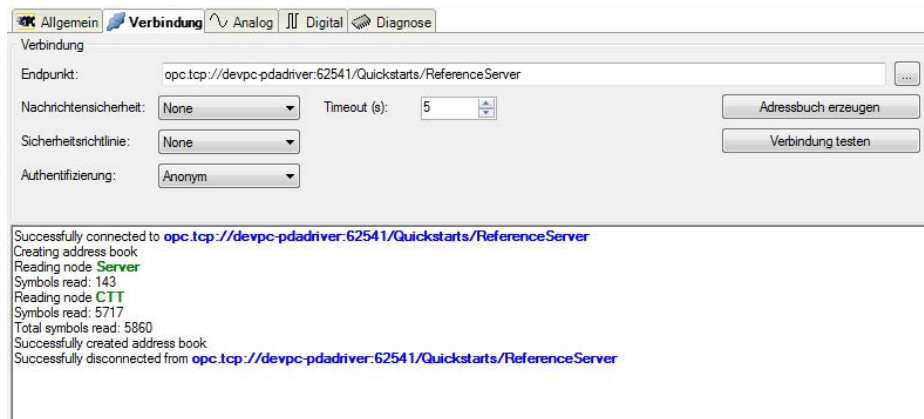 Allgemein Verbindung Analog Digital Diagnose
Verbindung
Endpunkt: opc.tcp://devpc-pdadriver:62541/Quickstarts/ReferenceServer ...
Nachrichtensicherheit: None Timeout (s): 5 Adressbuch erzeugen
Sicherheitsrichtlinie: None Verbindung testen
Authentifizierung: Anonym
Successfully connected to opc.tcp://devpc-pdadriver:62541/Quickstarts/ReferenceServer
Creating address book
Reading node Server
Symbols read: 143
Reading node CTT
Symbols read: 5717
Total symbols read: 5860
Successfully created address book
Successfully disconnected from opc.tcp://devpc-pdadriver:62541/Quickstarts/ReferenceServer